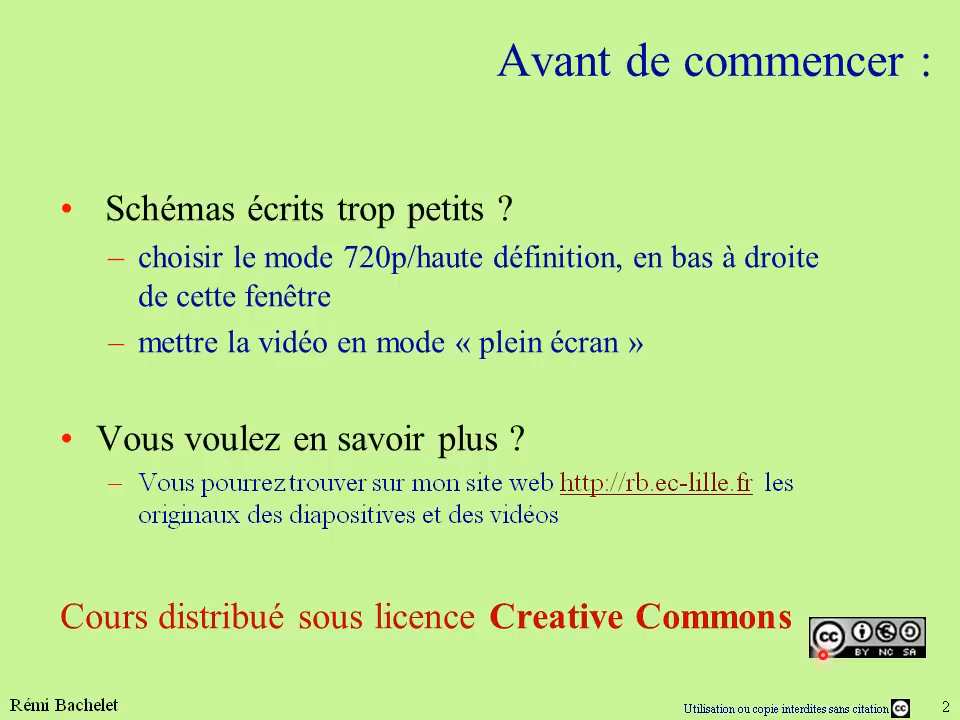 Avant de commencer :
• Schémas écrits trop petits ?
– choisir le mode 720p/haute définition, en bas à droite
de cette fenêtre
– mettre la vidéo en mode « plein écran »
• Vous voulez en savoir plus ?
– Vous pourrez trouver sur mon site web http://rb.ec-lille.fr les
originaux des diapositives et des vidéos
Cours distribué sous licence Creative Commons
cc
BY NC SA
Rémi Bachelet
Utilisation ou copie interdites sans citation cc
2